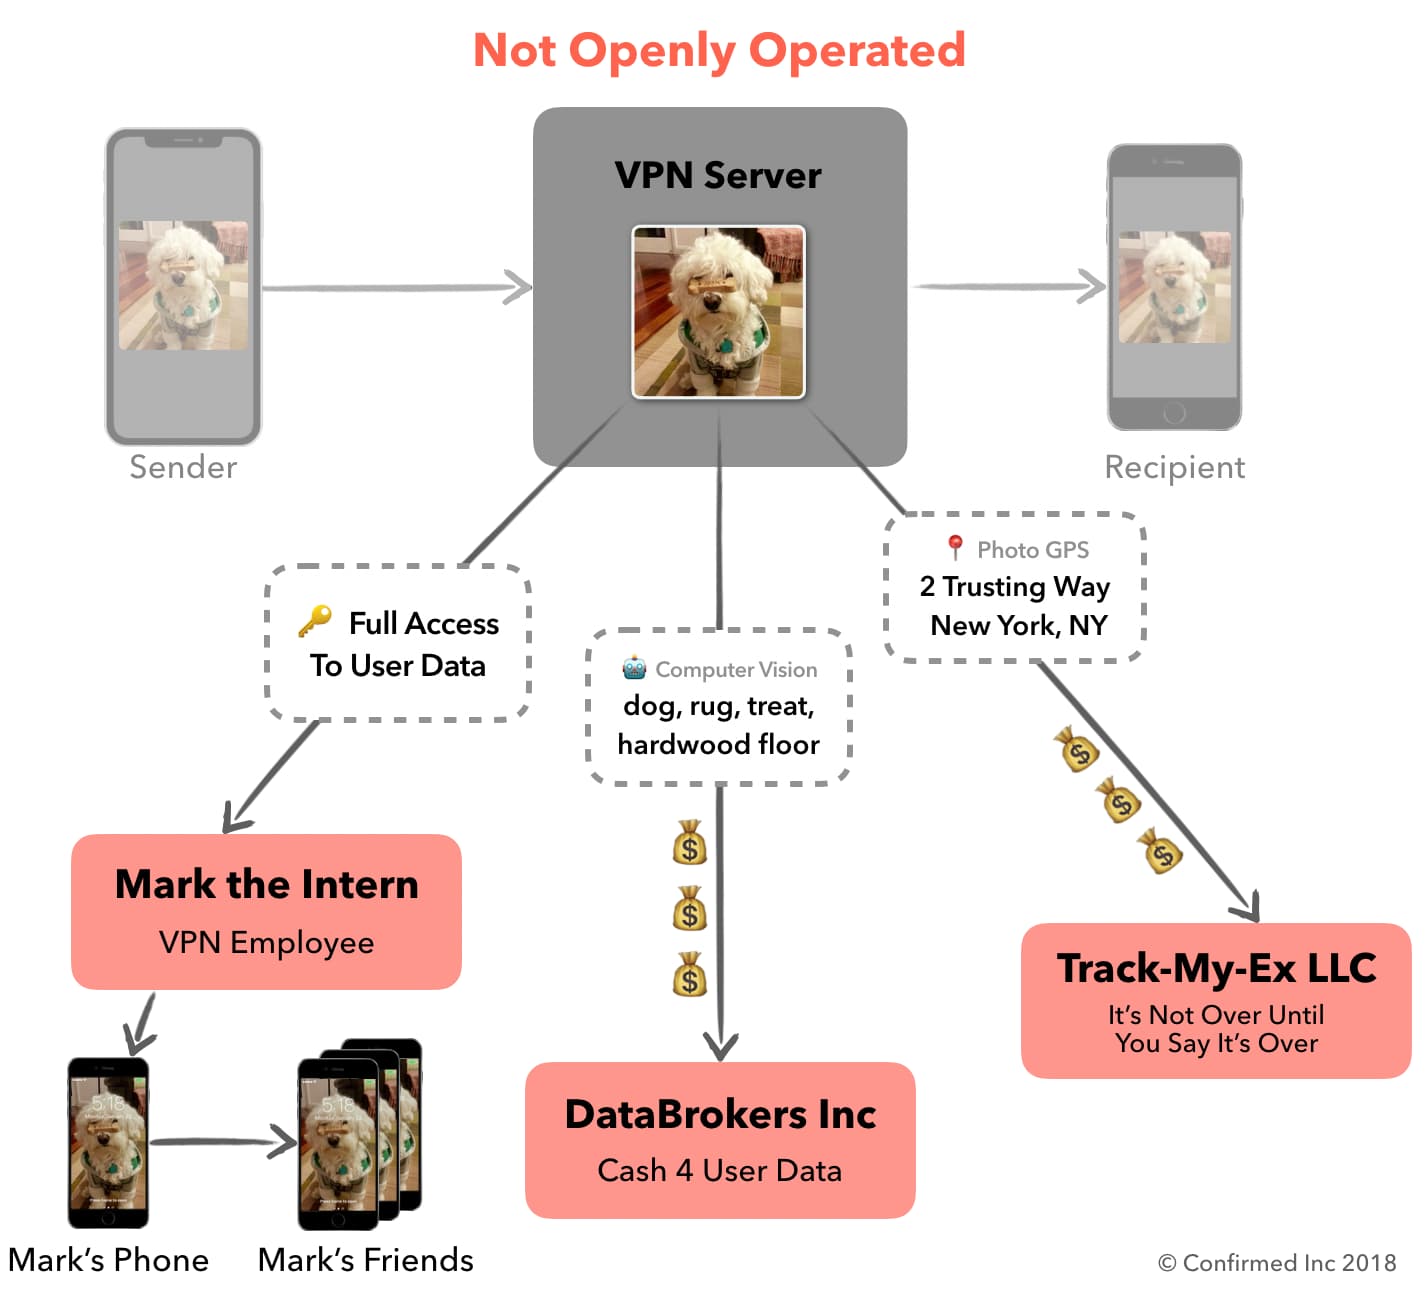 Not Openly Operated
VPN Server
Sender
Recipient
Photo GPS
2 Trusting Way
New York, NY
Full Access
To User Data
Computer Vision
dog, rug, treat,
hardwood floor
$
$
$
$
$
$
Mark the Intern
VPN Employee
Track-My-Ex LLC
It's Not Over Until
You Say It's Over
5:18
5:18
DataBrokers Inc
Cash 4 User Data
Mark's Phone
Mark's Friends
© Confirmed Inc 2018